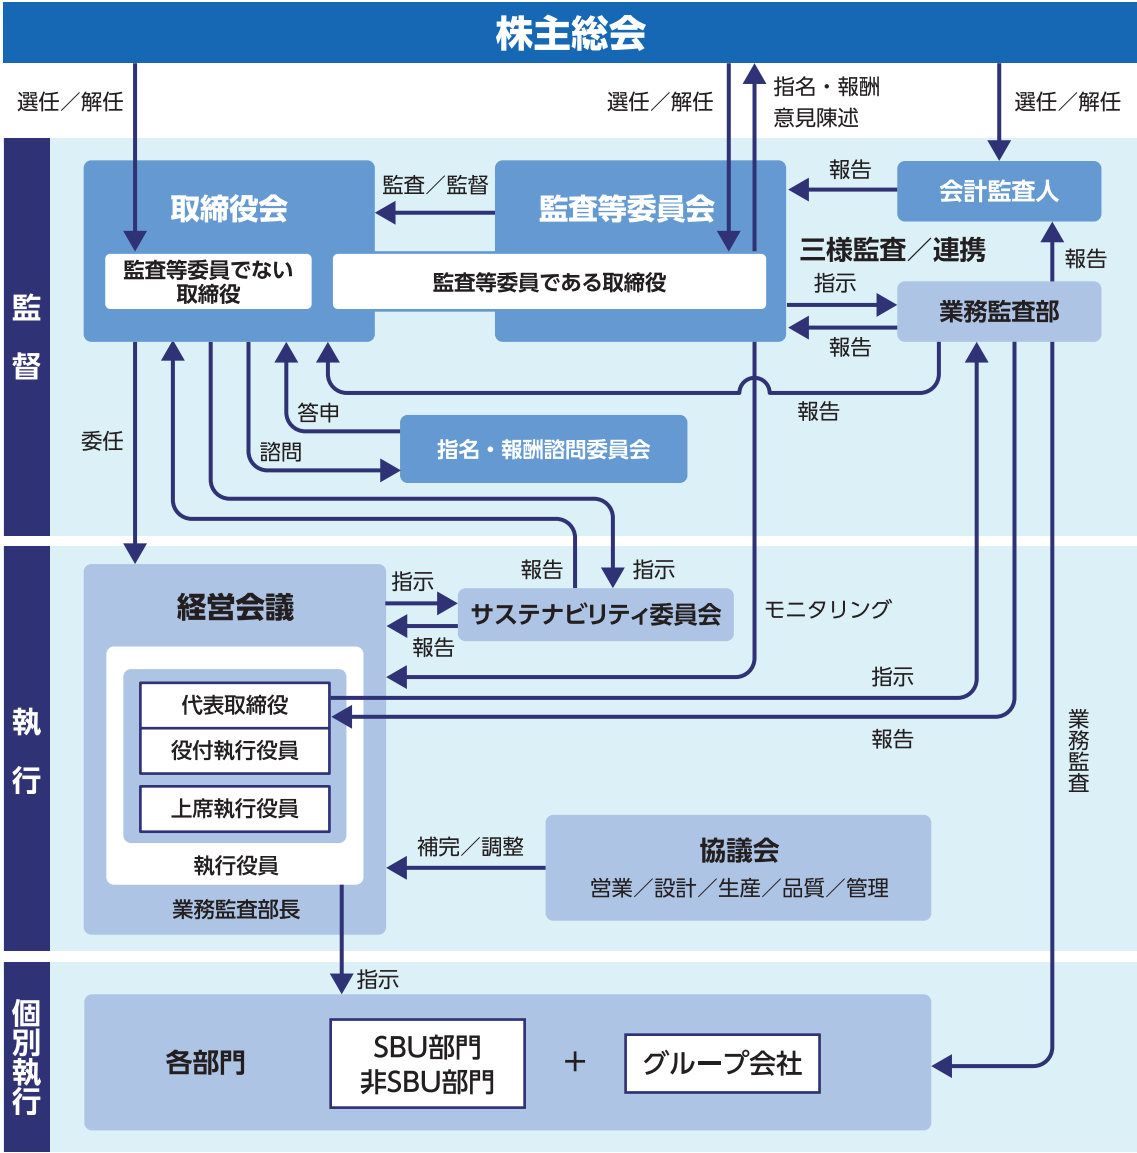 株主総会
選任／解任
選任／解任
指名・報酬
意見陳述
選任／解任
監督
取締役会
監査／監督
監査等委員会
報告
会計監査人
監査等委員でない
取締役
監査等委員である取締役
三様監査／連携
報告
指示
業務監査部
報告
報告
答申
諮問
指名・報酬諮問委員会
委任
執行
報告
指示
経営会議
指示
サステナビリティ委員会
報告
モニタリング
代表取締役
指示
役付執行役員
報告
業務監査
上席執行役員
執行役員
業務監査部長
補完／調整
協議会
営業／設計／生産／品質／管理
指示
個別執行
各部門
SBU部門
非SBU部門
＋
グループ会社